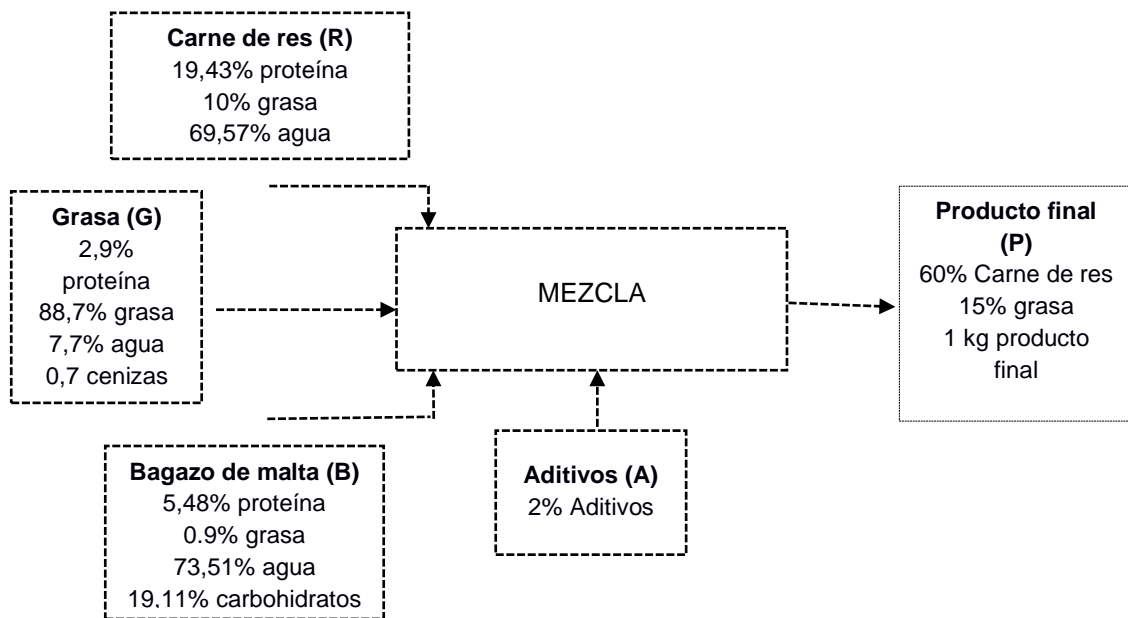 Carne de res (R)
19,43% proteína
10% grasa
69,57% agua
Grasa (G)
2,9%
proteína
88,7% grasa
7,7% agua
0,7 cenizas
MEZCLA
Producto final
(P)
60% Carne de res
15% grasa
1 kg producto
final
Bagazo de malta (B)
5,48% proteína
0.9% grasa
73,51% agua
19,11% carbohidratos
Aditivos (A)
2% Aditivos